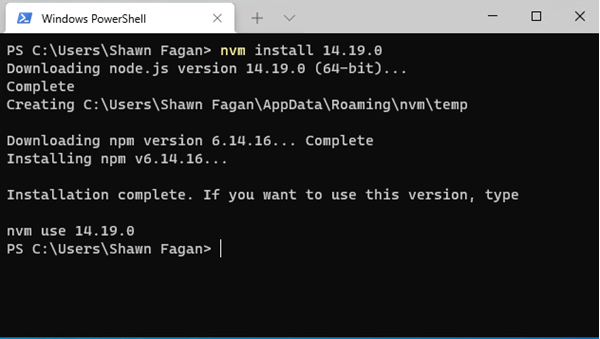 Windows PowerShell
PS C:\Users\Shawn Fagan> nvm install 14.19.0
Downloading node.js version 14.19.0 (64-bit)...
Complete
Creating C:\Users\Shawn Fagan\AppData\Roaming\nvm\temp
Downloading npm version 6.14.16... Complete
Installing npm v6.14.16...
Installation complete. If you want to use this version, type
nvm use 14.19.0
PS C:\Users\Shawn Fagan>